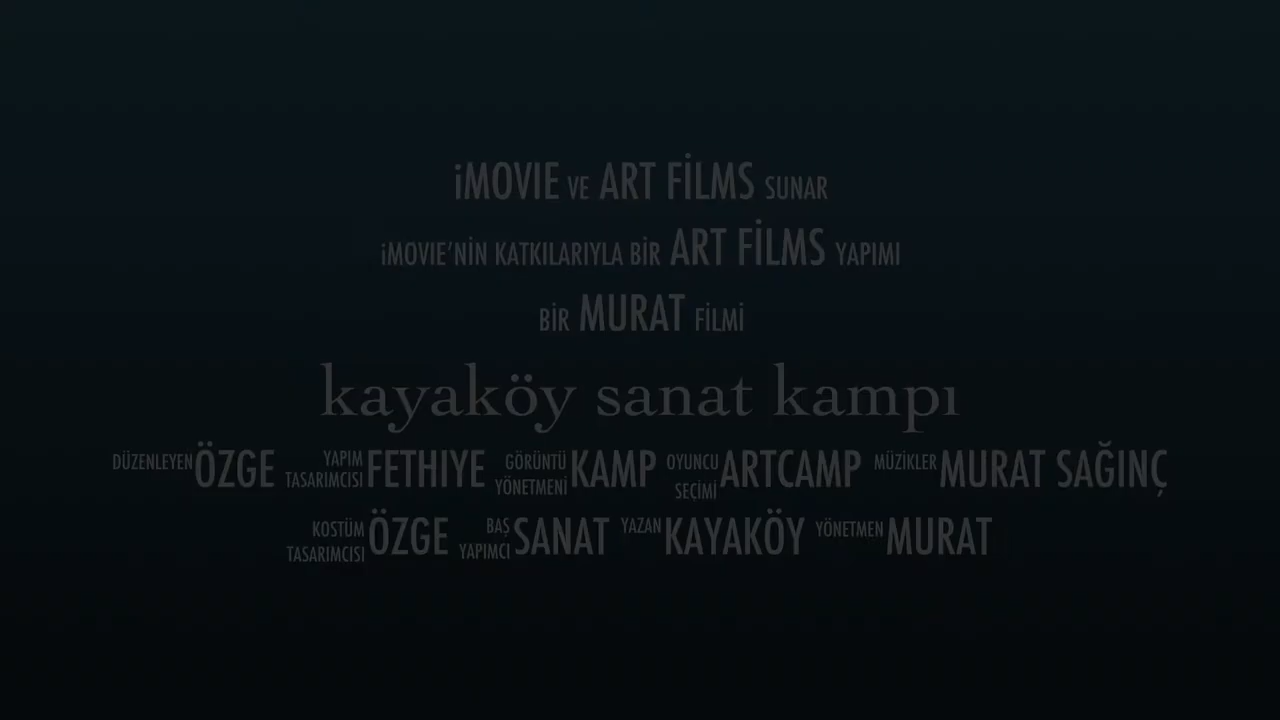 iMOVIE VE ART FİLMS SUNAR
iMOVIE'NİN KATKILARIYLA BİR ART FİLMS YAPIMI
BİR MURAT FİLMİ
kayaköy sanat kampı
DÜZENLEYEN ÖZGE YAPIM TASARIMCISI FETHIYE GÖRÜNTÜ YÖNETMENİ KAMP OYUNCU SEÇİMİ ARTCAMP MÜZİKLER MURAT SAĞINÇ
KOSTÜM TASARIMCISI ÖZGE BAŞ YAPIMCI SANAT YAZAN KAYAKÖY YÖNETMEN MURAT